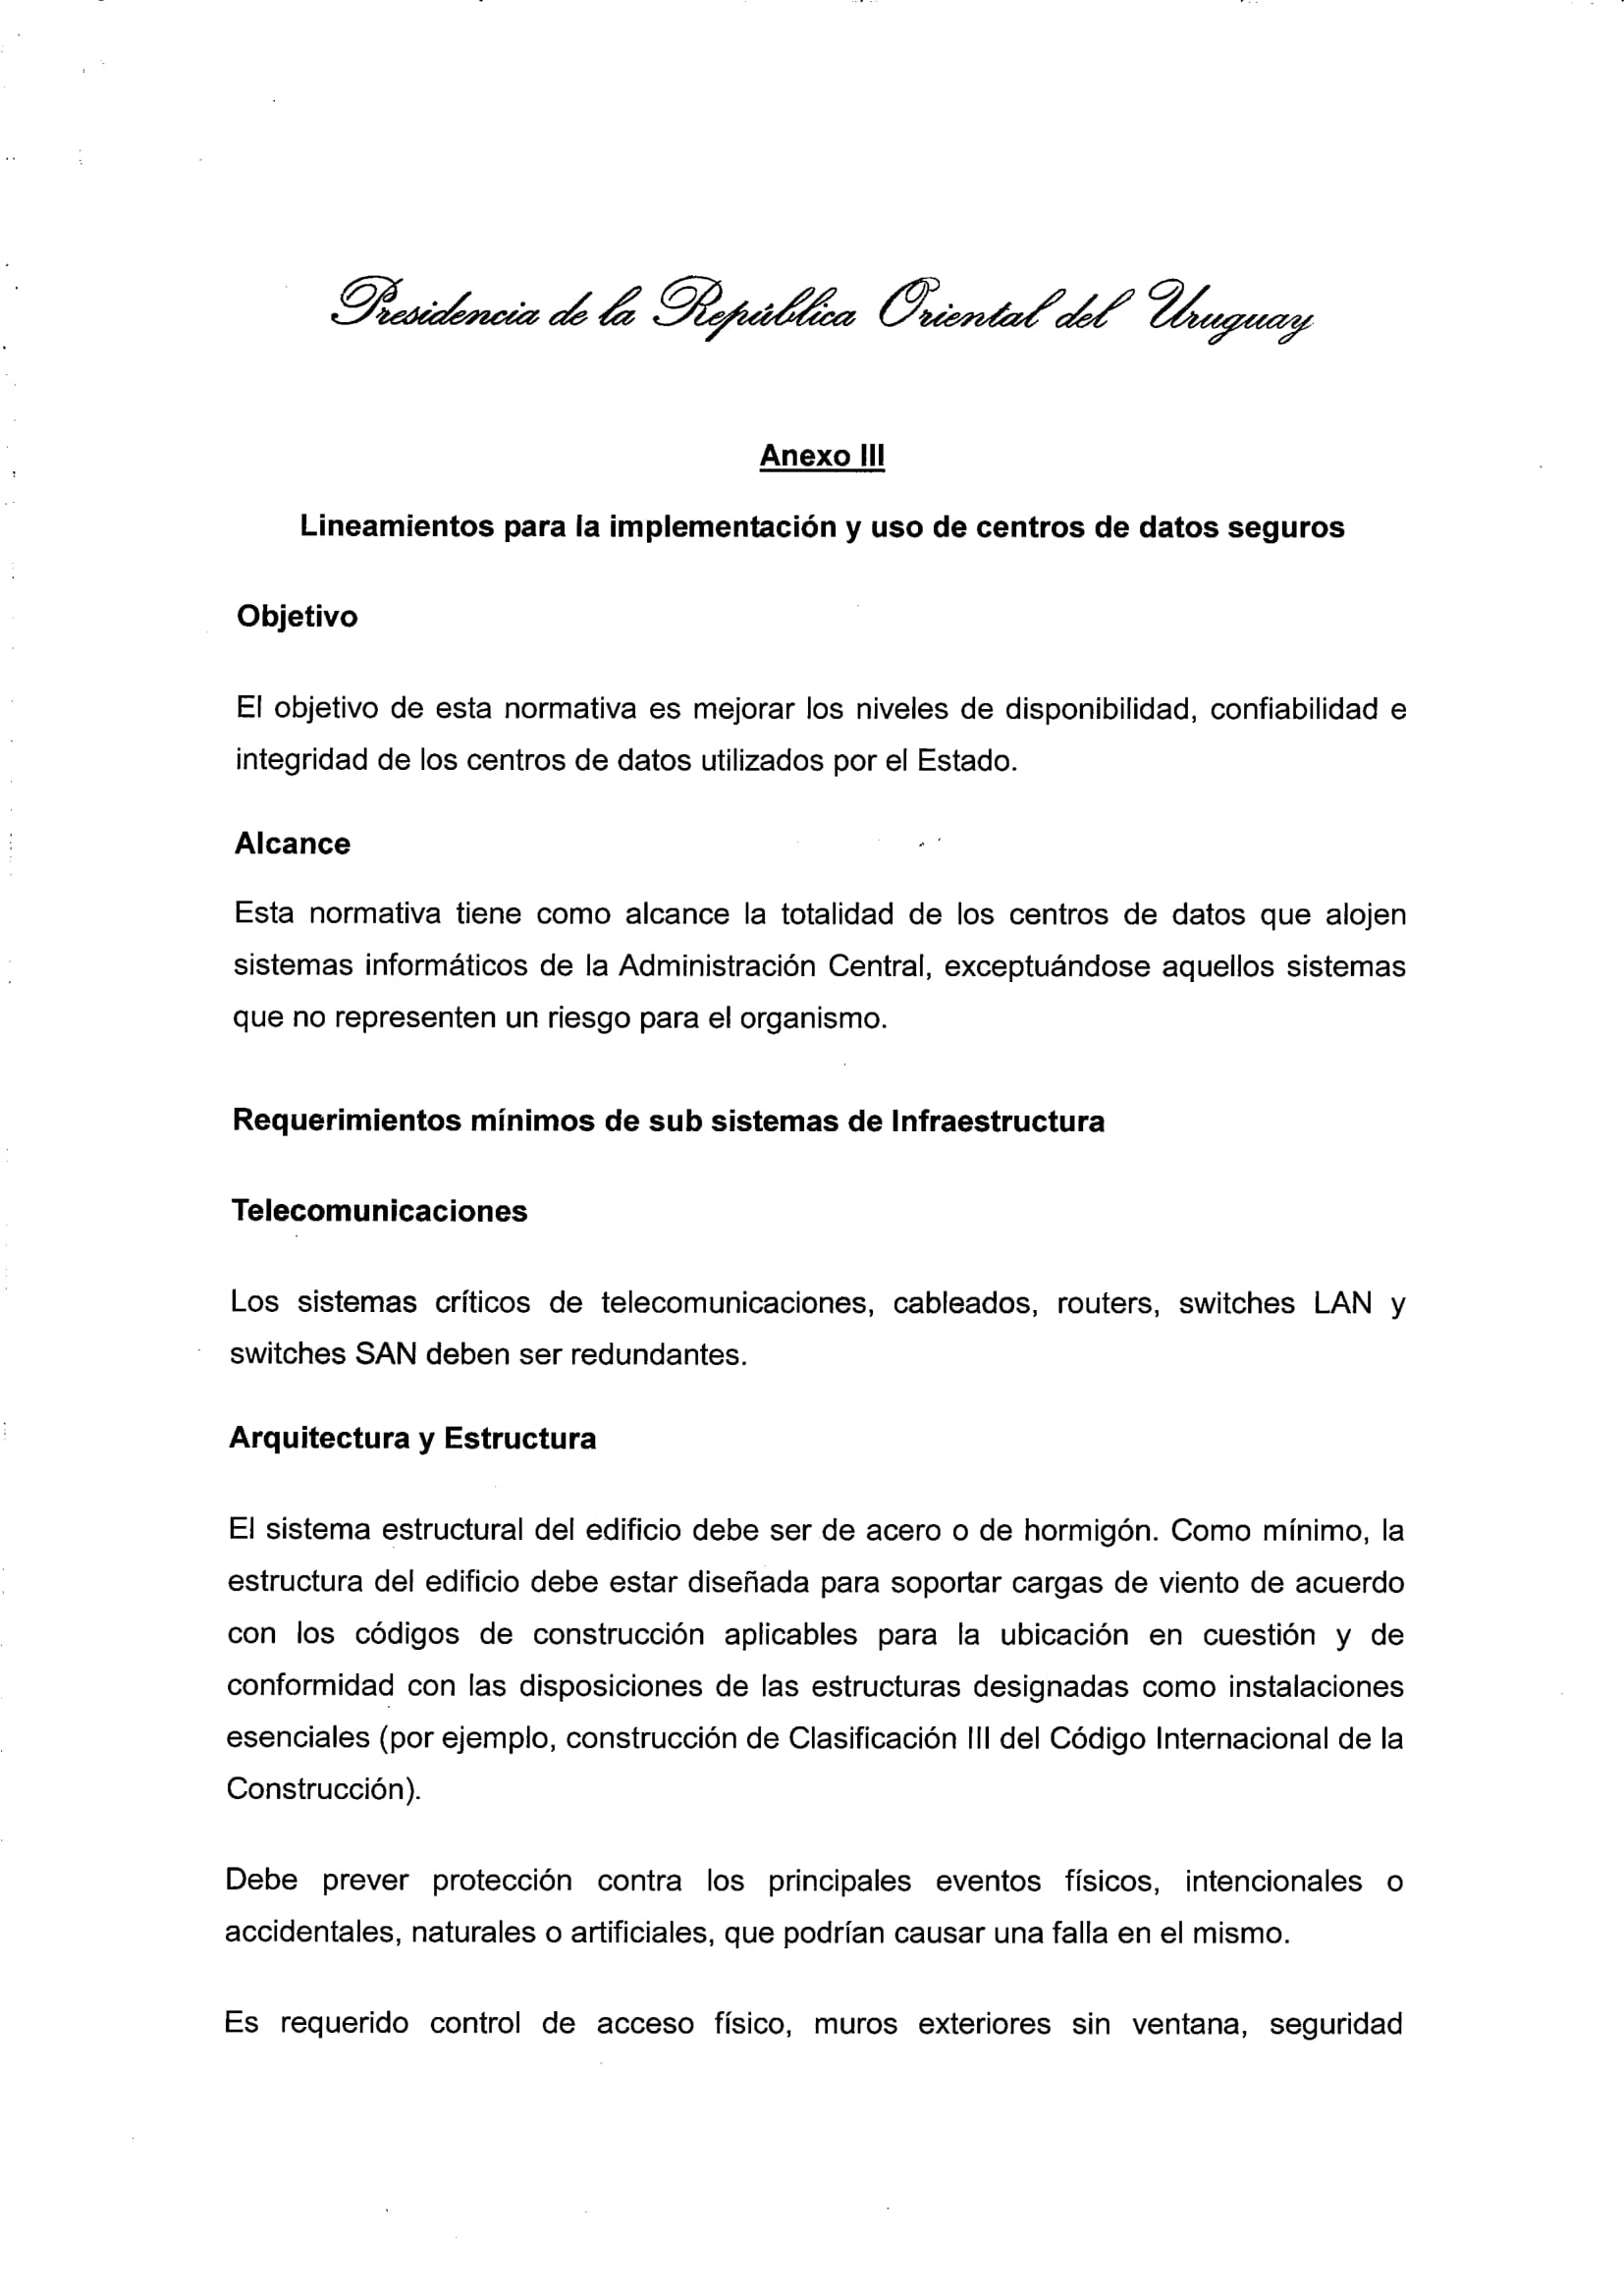 Presidencia de la República Oriental del Uruguay
Anexo III
Lineamientos para la implementación y uso de centros de datos seguros
Objetivo
El objetivo de esta normativa es mejorar los niveles de disponibilidad, confiabilidad e
integridad de los centros de datos utilizados por el Estado.
Alcance
Esta normativa tiene como alcance la totalidad de los centros de datos que alojen
sistemas informáticos de la Administración Central, exceptuándose aquellos sistemas
que no representen un riesgo para el organismo.
Requerimientos mínimos de sub sistemas de Infraestructura
Telecomunicaciones
Los sistemas críticos de telecomunicaciones, cableados, routers, switches LAN y
switches SAN deben ser redundantes.
Arquitectura y Estructura
El sistema estructural del edificio debe ser de acero o de hormigón. Como mínimo, la
estructura del edificio debe estar diseñada para soportar cargas de viento de acuerdo
con los códigos de construcción aplicables para la ubicación en cuestión y de
conformidad con las disposiciones de las estructuras designadas como instalaciones
esenciales (por ejemplo, construcción de Clasificación III del Código Internacional de la
Construcción).
Debe prever protección contra los principales eventos físicos, intencionales o
accidentales, naturales o artificiales, que podrían causar una falla en el mismo.
Es requerido control de acceso físico, muros exteriores sin ventana, seguridad